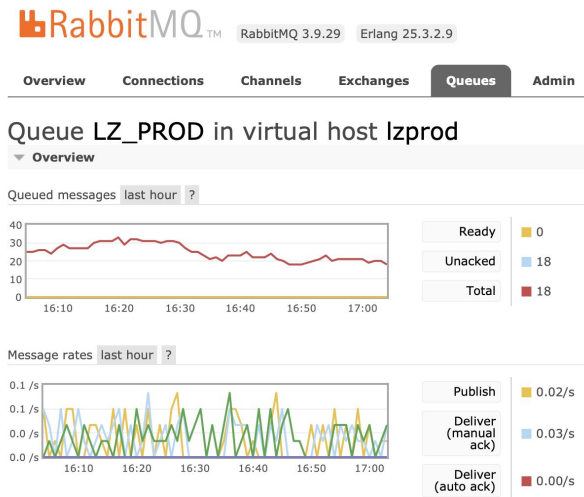 RabbitMQ TM RabbitMQ 3.9.29 Erlang 25.3.2.9
Overview Connections Channels Exchanges Queues Admin
Queue LZ_PROD in virtual host lzprod
Overview
Queued messages last hour ?
40
30
20
10
0
16:10 16:20 16:30 16:40 16:50 17:00
Ready 0
Unacked 18
Total 18
Message rates last hour ?
0.1 /s
0.1 /s
0.0 /s
0.0 /s
16:10 16:20 16:30 16:40 16:50 17:00
Publish 0.02/s
Deliver
(manual 0.03/s
ack)
Deliver
(auto ack) 0.00/s